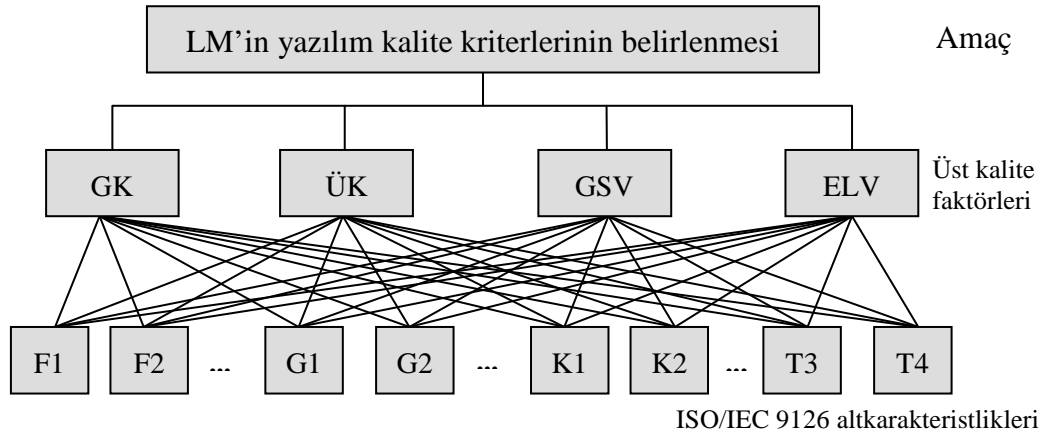 LM’in yazılım kalite kriterlerinin belirlenmesi
Amaç
GK
ÜK
GSV
ELV
Üst kalite
faktörleri
F1
F2
...
G1
G2
...
K1
K2
...
T3
T4
ISO/IEC 9126 altkarakteristlikleri